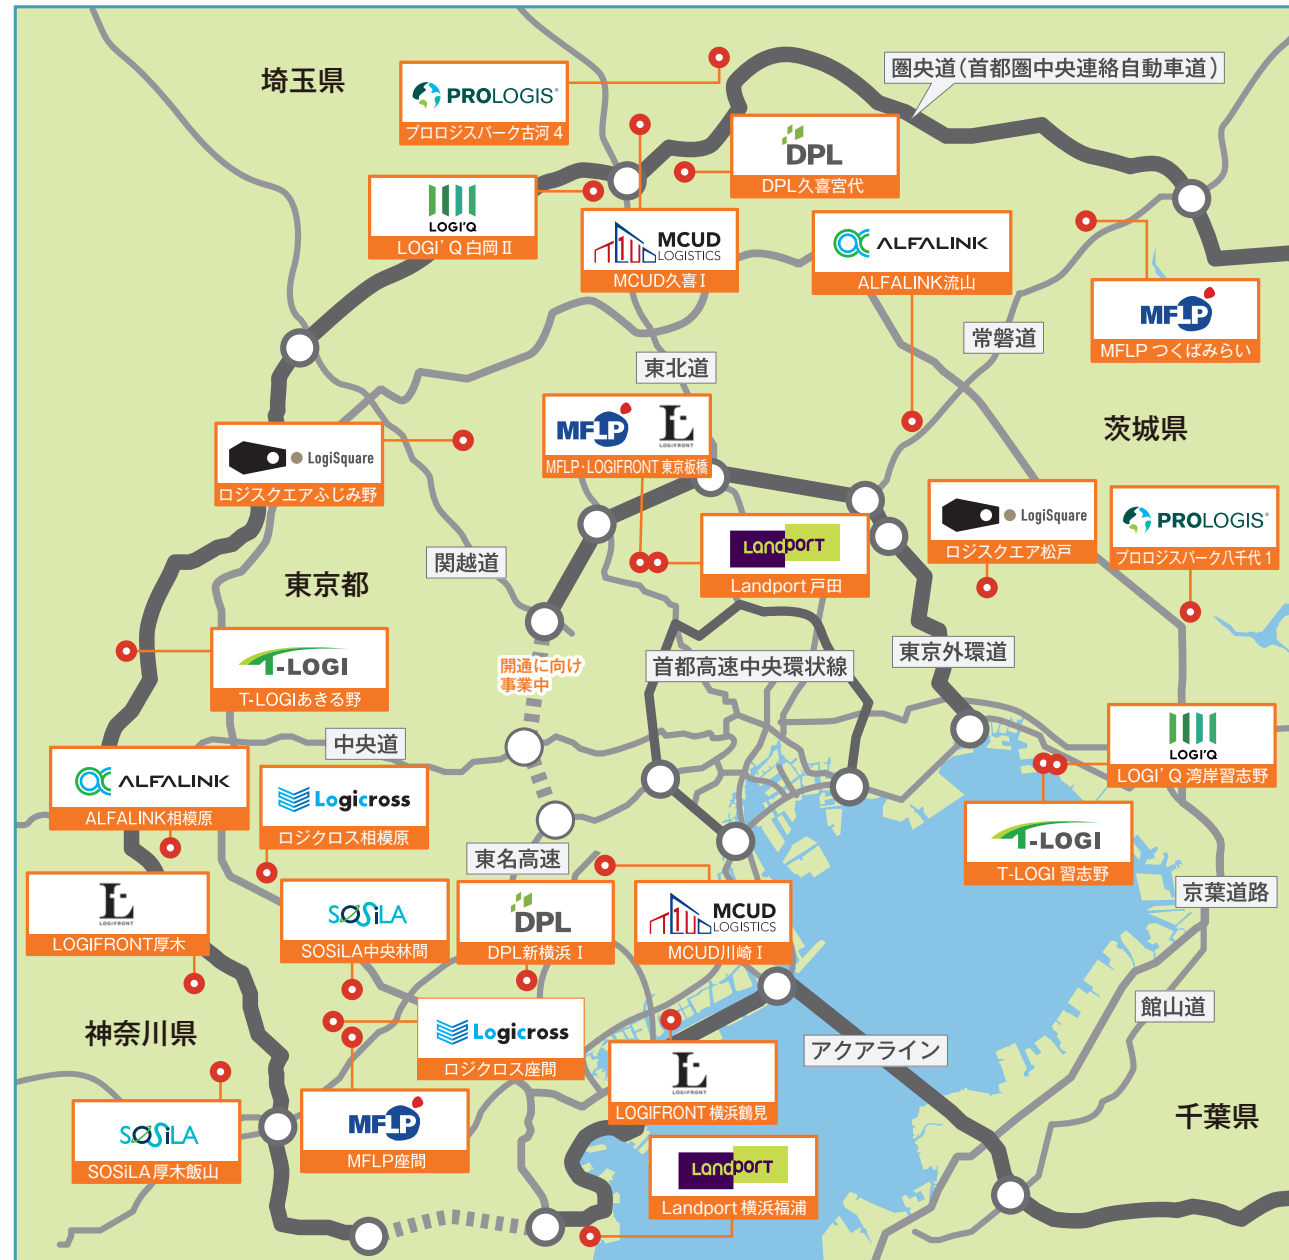 埼玉県
PROLOGIS
プロロジスパーク古河4
圏央道(首都圏中央連絡自動車道)
DPL
DPL久喜宮代
LOGI'Q
LOGI'Q 白岡Ⅱ
MCUD
LOGISTICS
MCUD久喜Ⅰ
ALFALINK
ALFALINK流山
MFLP
MFLP つくばみらい
常磐道
東北道
茨城県
MFLP
LOGIFRONT
MFLP・LOGIFRONT 東京板橋
LogiSquare
ロジスクエアふじみ野
LogiSquare
ロジスクエア松戸
PROLOGIS
プロロジスパーク八千代1
Landport
Landport 戸田
関越道
東京都
T-LOGI
T-LOGIあきる野
開通に向け
事業中
首都高速中央環状線
東京外環道
中央道
LOGI'Q
LOGI'Q 湾岸習志野
ALFALINK
ALFALINK相模原
Logicross
ロジクロス相模原
T-LOGI
T-LOGI 習志野
東名高速
京葉道路
LOGIFRONT
LOGIFRONT厚木
SOSiLA
SOSiLA中央林間
DPL
DPL新横浜Ⅰ
MCUD
LOGISTICS
MCUD川崎Ⅰ
館山道
神奈川県
Logicross
ロジクロス座間
アクアライン
LOGIFRONT
LOGIFRONT 横浜鶴見
千葉県
SOSiLA
SOSiLA厚木飯山
MFLP
MFLP座間
Landport
Landport 横浜福浦